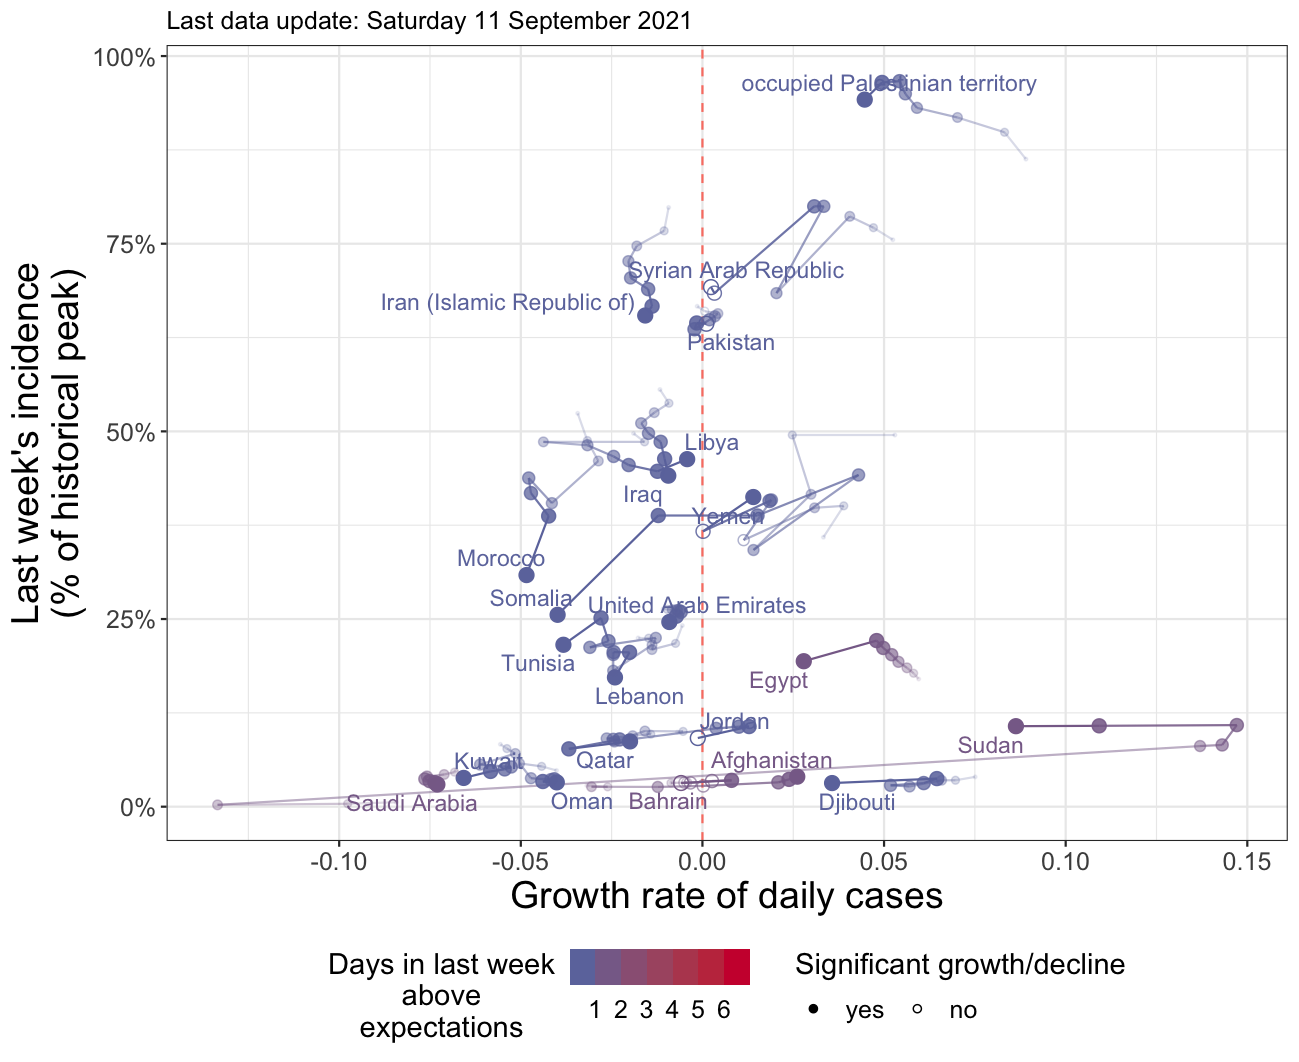 Last data update: Saturday 11 September 2021
Last week's incidence
(% of historical peak)
100%
75%
50%
25%
0%
occupied Palestinian territory
Syrian Arab Republic
Iran (Islamic Republic of)
Pakistan
Libya
Iraq
Yemen
Morocco
Somalia
United Arab Emirates
Tunisia
Egypt
Lebanon
Jordan
Sudan
Kuwait
Qatar
Afghanistan
Saudi Arabia
Oman
Bahrain
Djibouti
-0.10
-0.05
0.00
0.05
0.10
0.15
Growth rate of daily cases
Days in last week
above
expectations
1 2 3 4 5 6
Significant growth/decline
yes
no